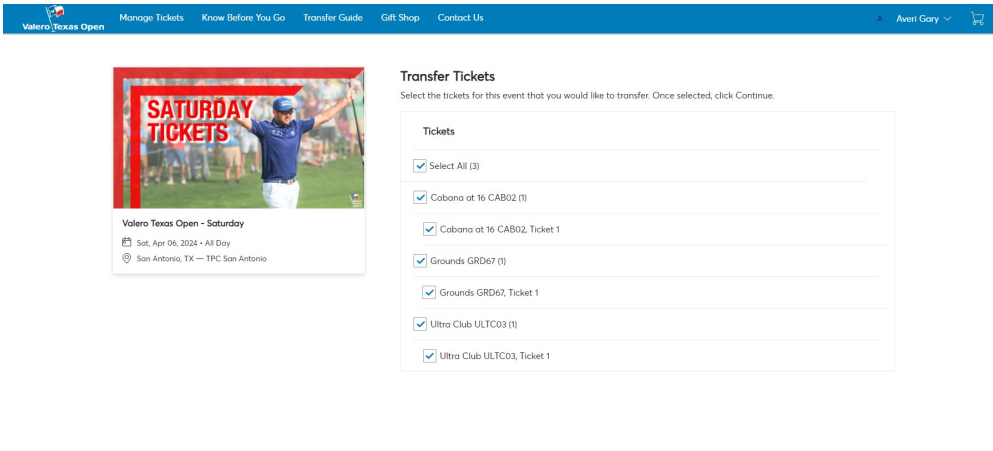 Valero Texas Open
Manage Tickets
Know Before You Go
Transfer Guide
Gift Shop
Contact Us
A
Averi Gary
SATURDAY
TICKETS
Valero Texas Open - Saturday
Sat, Apr 06, 2024 • All Day
San Antonio, TX — TPC San Antonio
Transfer Tickets
Select the tickets for this event that you would like to transfer. Once selected, click Continue.
Tickets
Select All (3)
Cabana at 16 CAB02 (1)
Cabana at 16 CAB02, Ticket 1
Grounds GRD67 (1)
Grounds GRD67, Ticket 1
Ultra Club ULTC03 (1)
Ultra Club ULTC03, Ticket 1